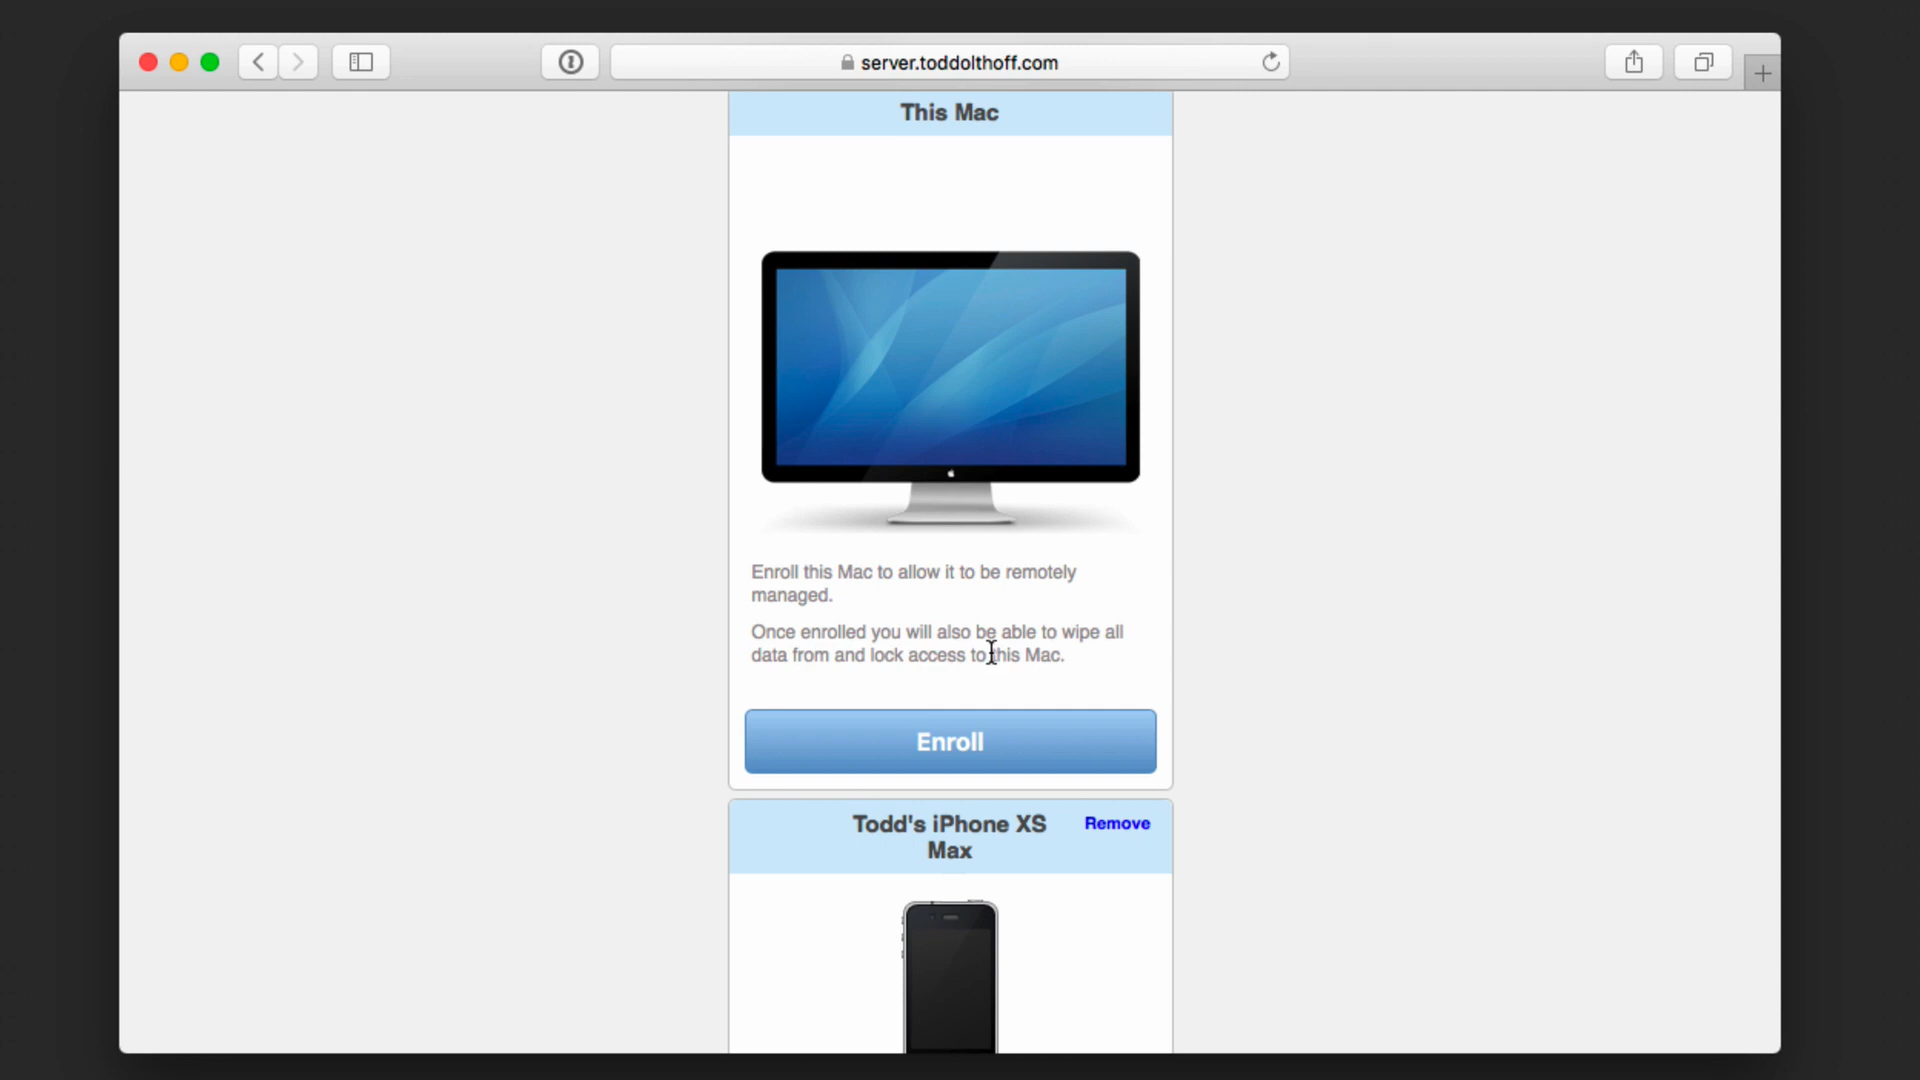 server.toddolthoff.com
This Mac
Enroll this Mac to allow it to be remotely
managed.
Once enrolled you will also be able to wipe all
data from and lock access to this Mac.
Enroll
Todd's iPhone XS
Max
Remove